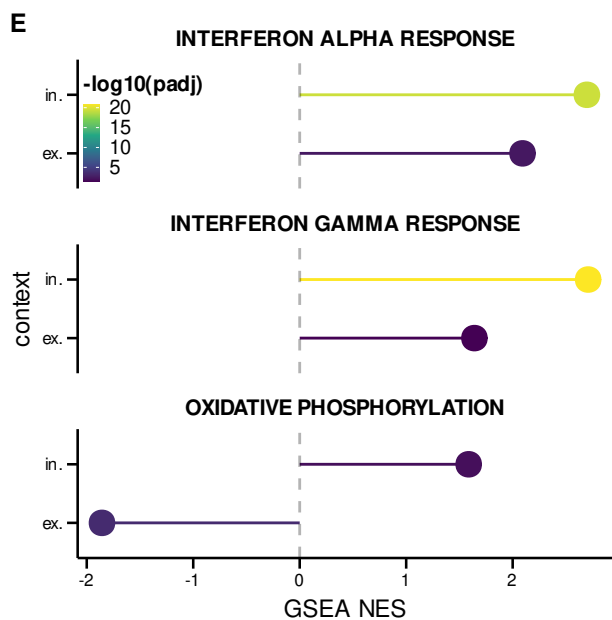 E
INTERFERON ALPHA RESPONSE
-log10(padj)
20
15
10
5
in.
ex.
INTERFERON GAMMA RESPONSE
in.
ex.
context
OXIDATIVE PHOSPHORYLATION
in.
ex.
-2 -1 0 1 2
GSEA NES